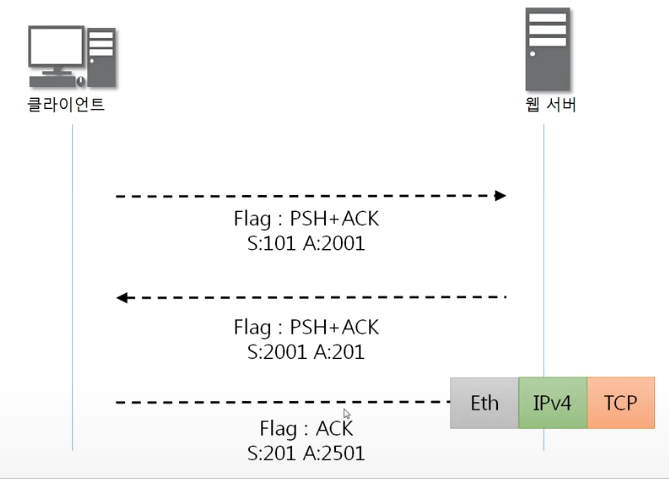 클라이언트
웹 서버
Flag : PSH+ACK
S:101 A:2001
Flag : PSH+ACK
S:2001 A:201
Eth IPv4 TCP
Flag : ACK
S:201 A:2501